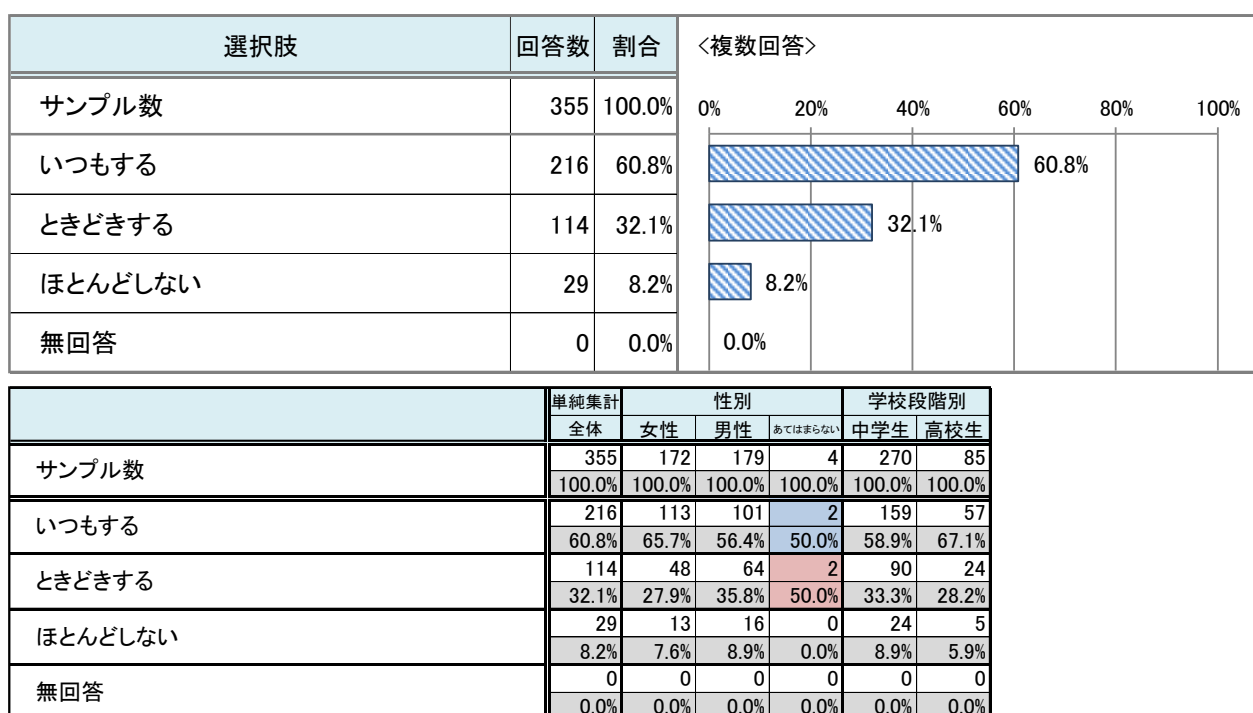 選択肢 回答数 割合 <複数回答>
サンプル数 355 100.0% 0% 20% 40% 60% 80% 100%
いつもする 216 60.8% 60.8%
ときどきする 114 32.1% 32.1%
ほとんどしない 29 8.2% 8.2%
無回答 0 0.0% 0.0%
単純集計 性別 学校段階別
全体 女性 男性 あてはまらない 中学生 高校生
サンプル数
355 172 179 4 270 85
100.0% 100.0% 100.0% 100.0% 100.0% 100.0%
いつもする
216 113 101 2 159 57
60.8% 65.7% 56.4% 50.0% 58.9% 67.1%
ときどきする
114 48 64 2 90 24
32.1% 27.9% 35.8% 50.0% 33.3% 28.2%
ほとんどしない
29 13 16 0 24 5
8.2% 7.6% 8.9% 0.0% 8.9% 5.9%
無回答
0 0 0 0 0 0
0.0% 0.0% 0.0% 0.0% 0.0% 0.0%